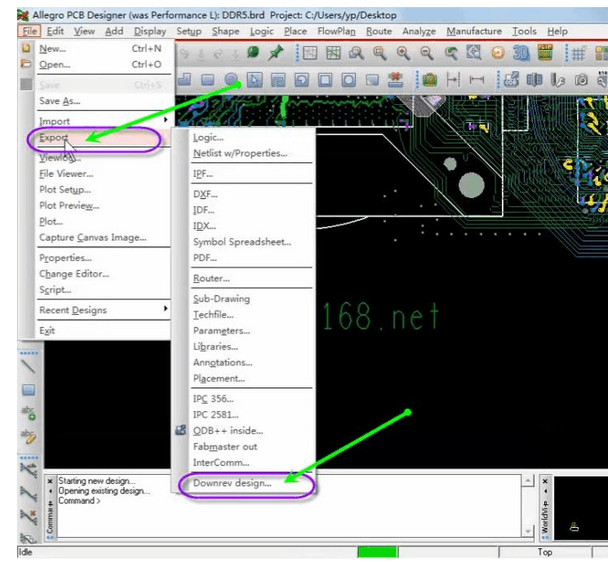 Allegro PCB Designer (was Performance L): DDR5.brd Project: C:/Users/yp/Desktop
File Edit View Add Display Setup Shape Logic Place FlowPlan Route Analyze Manufacture Tools Help
New... Ctrl+N
Open... Ctrl+O
Save Ctrl+S
Save As...
Import
Export
Viewlog...
File Viewer...
Plot Setup...
Plot Preview...
Plot...
Capture Canvas Image...
Properties...
Change Editor...
Script...
Recent Designs
Exit
Logic...
Netlist w/Properties...
IPF...
DXF...
IDF...
IDX...
Symbol Spreadsheet...
PDF...
Router...
Sub-Drawing
Techfile...
Parameters...
Libraries...
Annotations...
Placement...
IPC 356...
IPC 2581...
ODB++ inside...
Fabmaster out
InterComm...
Downrev design...
168.net
Starting new design...
Opening existing design...
Command >
Idle
Top